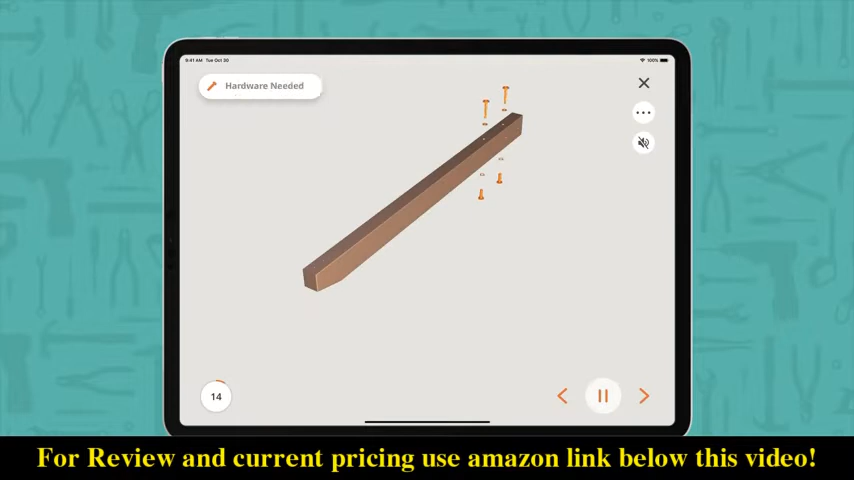 9:41 AM Tue Oct 30
100%
Hardware Needed
14
For Review and current pricing use amazon link below this video!